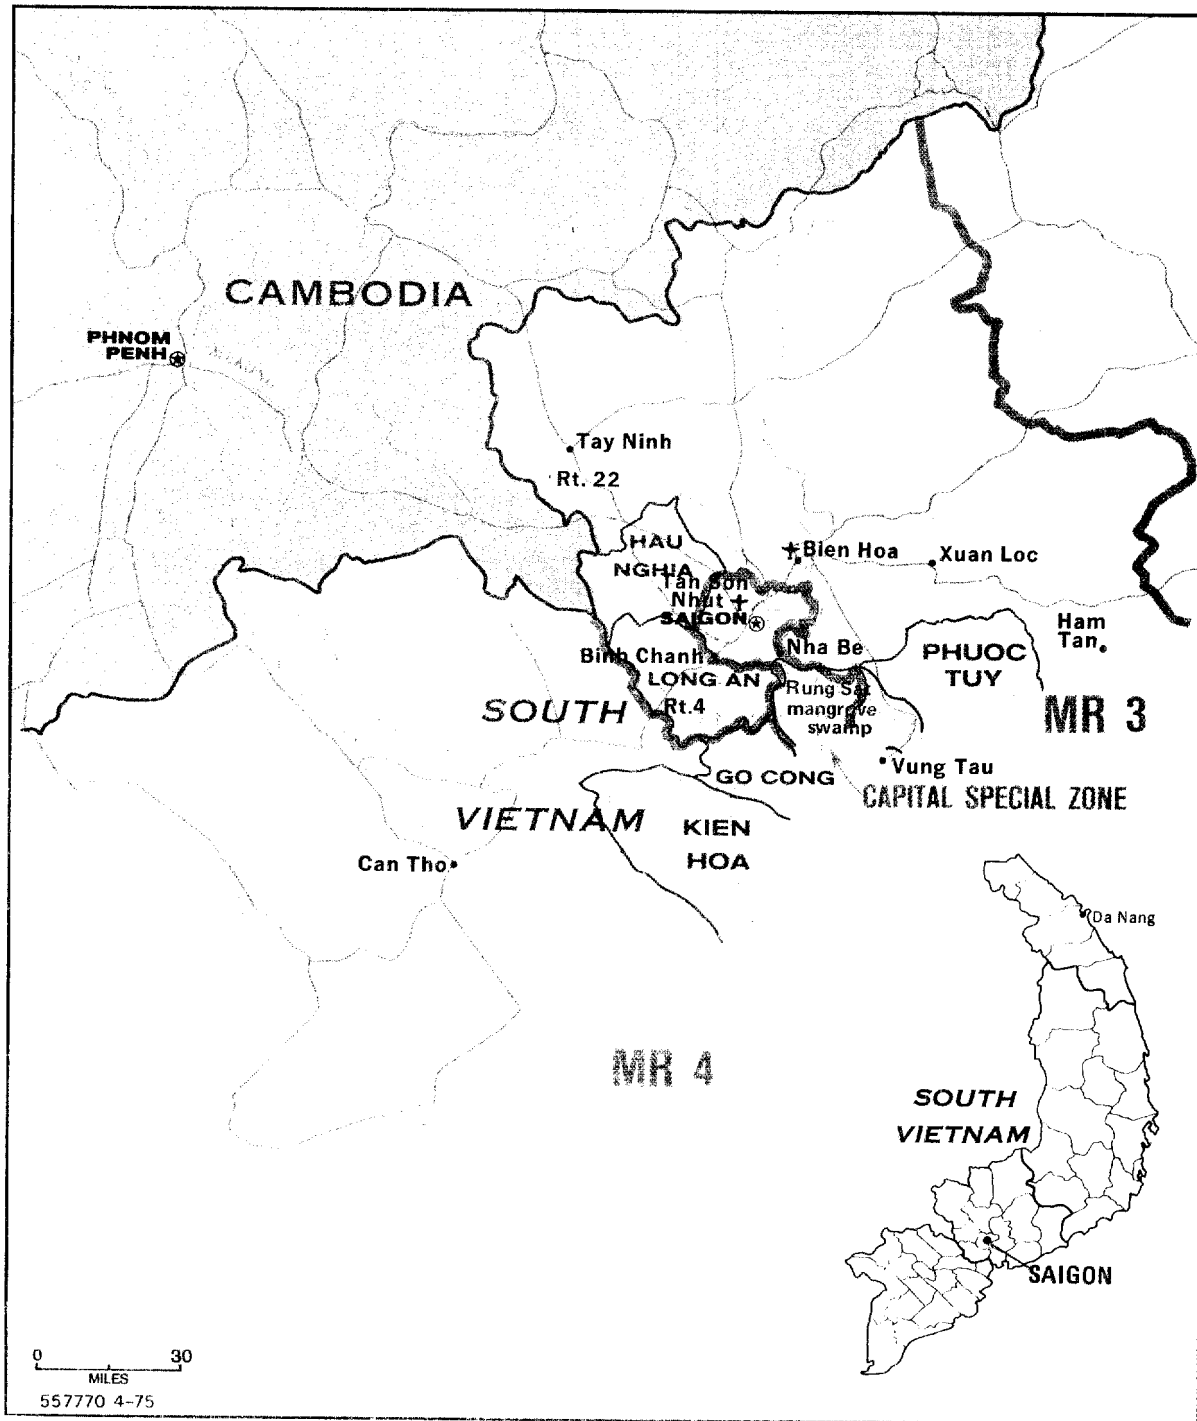 CAMBODIA
PHNOM
PENH
Tay Ninh
Rt. 22
HAU
NGHIA
Bien Hoa
Xuan Loc
Tan Son
Nhut
SAIGON
Ham
Tan
Nha Be
PHUOC
TUY
Binh Chanh
LONG AN
Rung Sat
mangrove
swamp
Rt.4
SOUTH
MR 3
Vung Tau
GO CONG
CAPITAL SPECIAL ZONE
VIETNAM
KIEN
HOA
Can Tho
Da Nang
MR 4
SOUTH
VIETNAM
SAIGON
0 30
MILES
557770 4-75